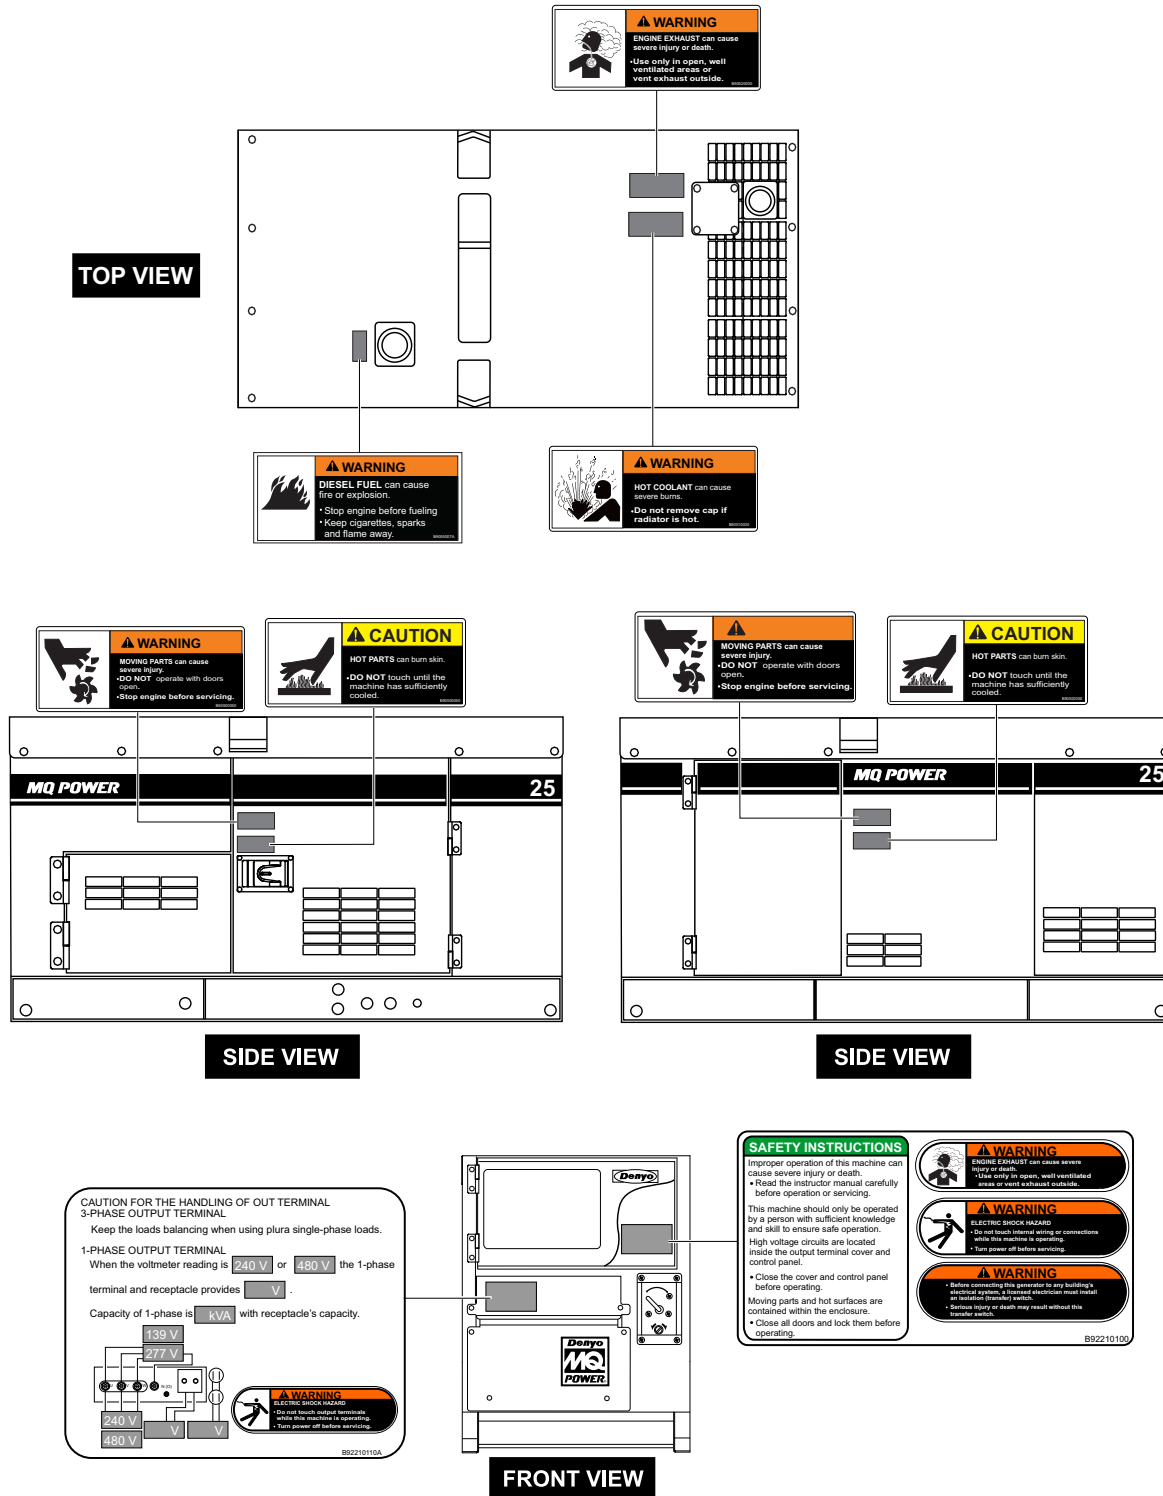 WARNING
ENGINE EXHAUST can cause
severe injury or death.
•Use only in open, well
ventilated areas or
vent exhaust outside.
TOP VIEW
WARNING
DIESEL FUEL can cause
fire or explosion.
• Stop engine before fueling
• Keep cigarettes, sparks
and flame away.
WARNING
HOT COOLANT can cause
severe burns.
•Do not remove cap if
radiator is hot.
WARNING
MOVING PARTS can cause
severe injury.
•DO NOT operate with doors
open.
•Stop engine before servicing.
CAUTION
HOT PARTS can burn skin.
•DO NOT touch until the
machine has sufficiently
cooled.
MQ POWER
25
SIDE VIEW
MOVING PARTS can cause
severe injury.
•DO NOT operate with doors
open.
•Stop engine before servicing.
CAUTION
HOT PARTS can burn skin.
•DO NOT touch until the
machine has sufficiently
cooled.
MQ POWER
25
SIDE VIEW
CAUTION FOR THE HANDLING OF OUT TERMINAL
3-PHASE OUTPUT TERMINAL
Keep the loads balancing when using plura single-phase loads.
1-PHASE OUTPUT TERMINAL
When the voltmeter reading is 240 V or 480 V the 1-phase
terminal and receptacle provides V .
Capacity of 1-phase is kVA with receptacle's capacity.
139 V
277 V
240 V
480 V
V
V
WARNING
ELECTRIC SHOCK HAZARD
• Do not touch output terminals
while this machine is operating.
• Turn power off before servicing.
B92210110A
Denyo
Denyo
MQ
POWER
FRONT VIEW
SAFETY INSTRUCTIONS
Improper operation of this machine can
cause severe injury or death.
• Read the instructor manual carefully
before operation or servicing.
This machine should only be operated
by a person with sufficient knowledge
and skill to ensure safe operation.
High voltage circuits are located
inside the output terminal cover and
control panel.
• Close the cover and control panel
before operating.
Moving parts and hot surfaces are
contained within the enclosure.
• Close all doors and lock them before
operating.
WARNING
ENGINE EXHAUST can cause severe
injury or death.
• Use only in open, well ventilated
areas or vent exhaust outside.
WARNING
ELECTRIC SHOCK HAZARD
• Do not touch internal wiring or connections
while this machine is operating.
• Turn power off before servicing.
WARNING
• Before connecting this generator to any building's
electrical system, a licensed electrician must install
an isolation (transfer) switch.
• Serious injury or death may result without this
transfer switch.
B92210100